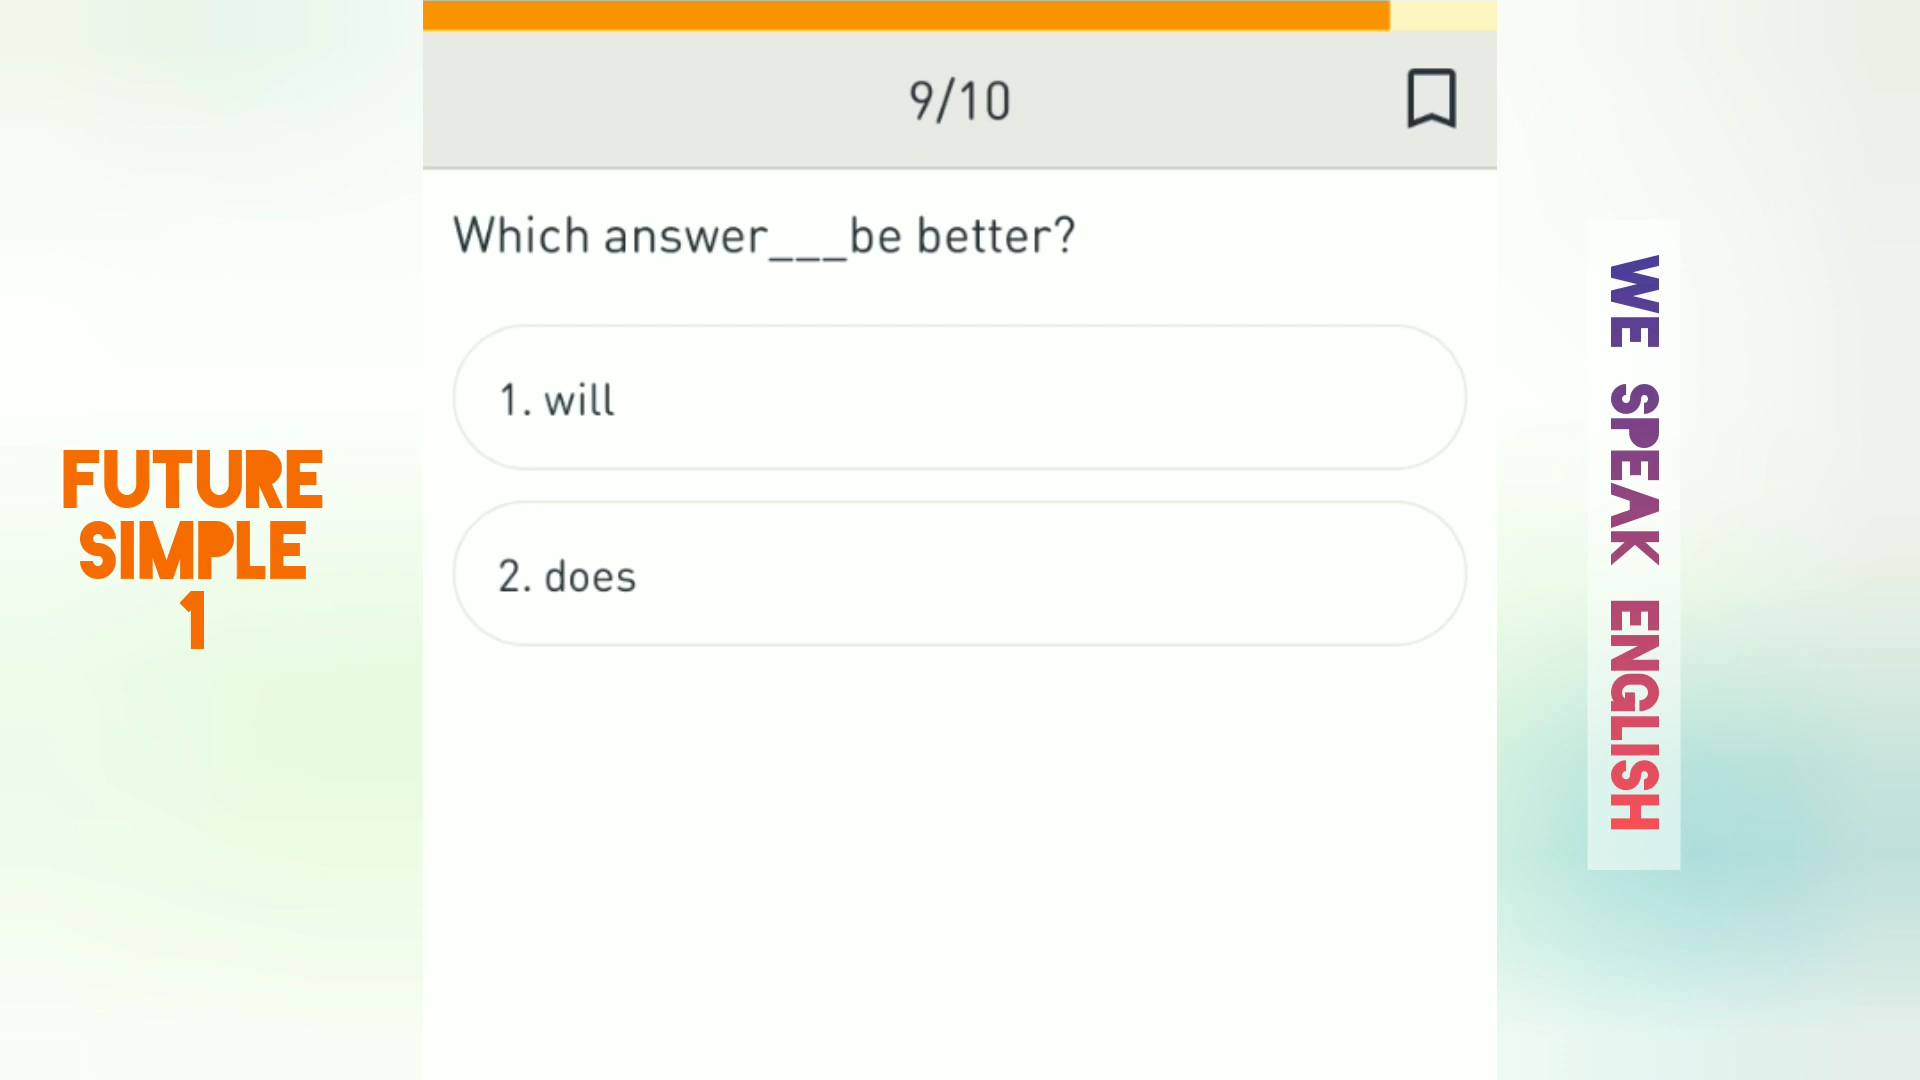 9/10
Which answer___be better?
1. will
2. does
FUTURE
SIMPLE
1
WE SPEAK ENGLISH